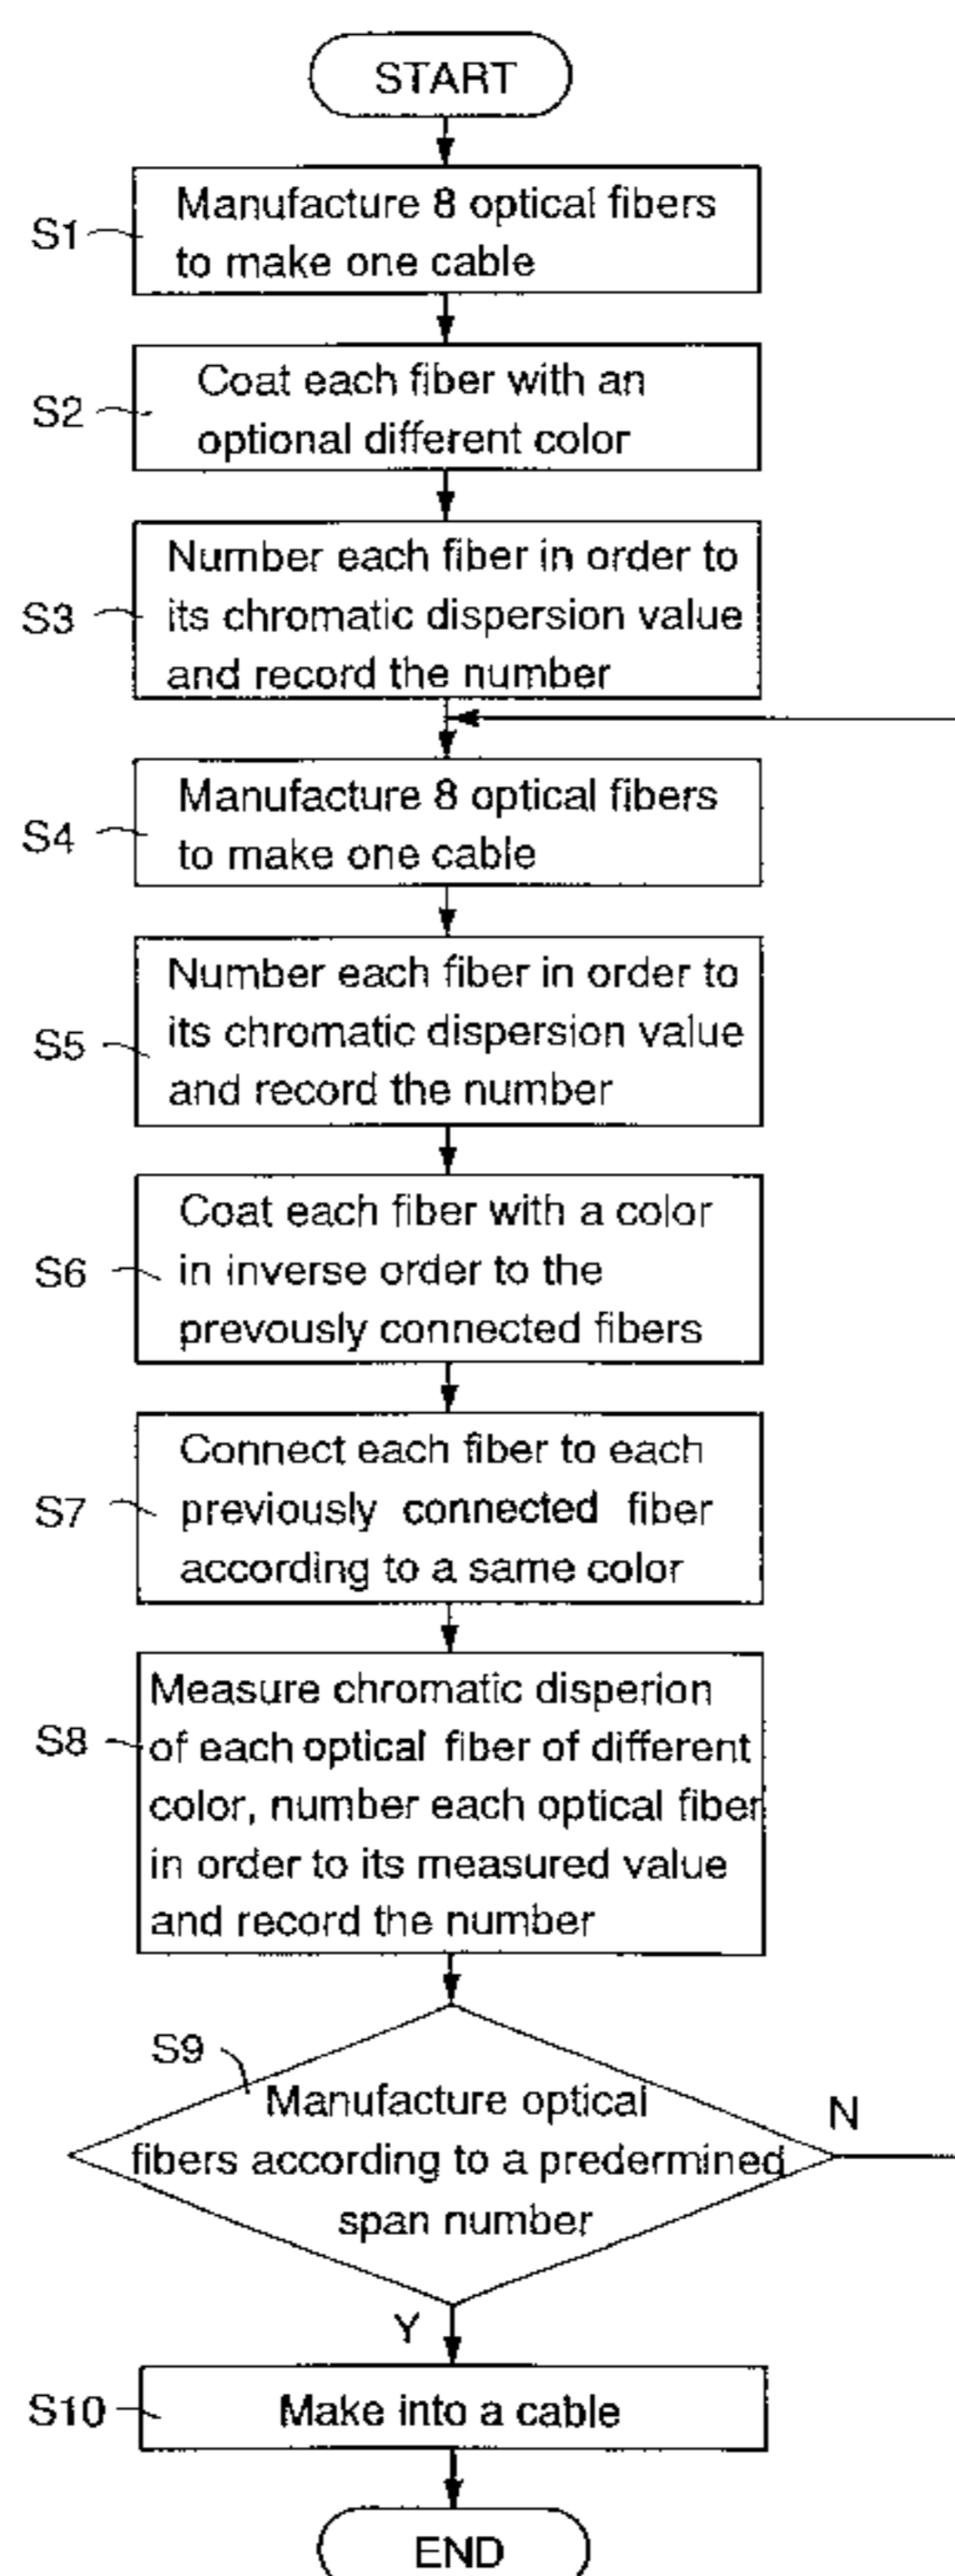 START
S1
Manufacture 8 optical fibers
to make one cable
S2
Coat each fiber with an
optional different color
S3
Number each fiber in order to
its chromatic dispersion value
and record the number
S4
Manufacture 8 optical fibers
to make one cable
S5
Number each fiber in order to
its chromatic dispersion value
and record the number
S6
Coat each fiber with a color
in inverse order to the
prevously connected fibers
S7
Connect each fiber to each
previously connected fiber
according to a same color
S8
Measure chromatic disperion
of each optical fiber of different
color, number each optical fiber
in order to its measured value
and record the number
S9
Manufacture optical
fibers according to a predermined
span number
N
Y
S10
Make into a cable
END